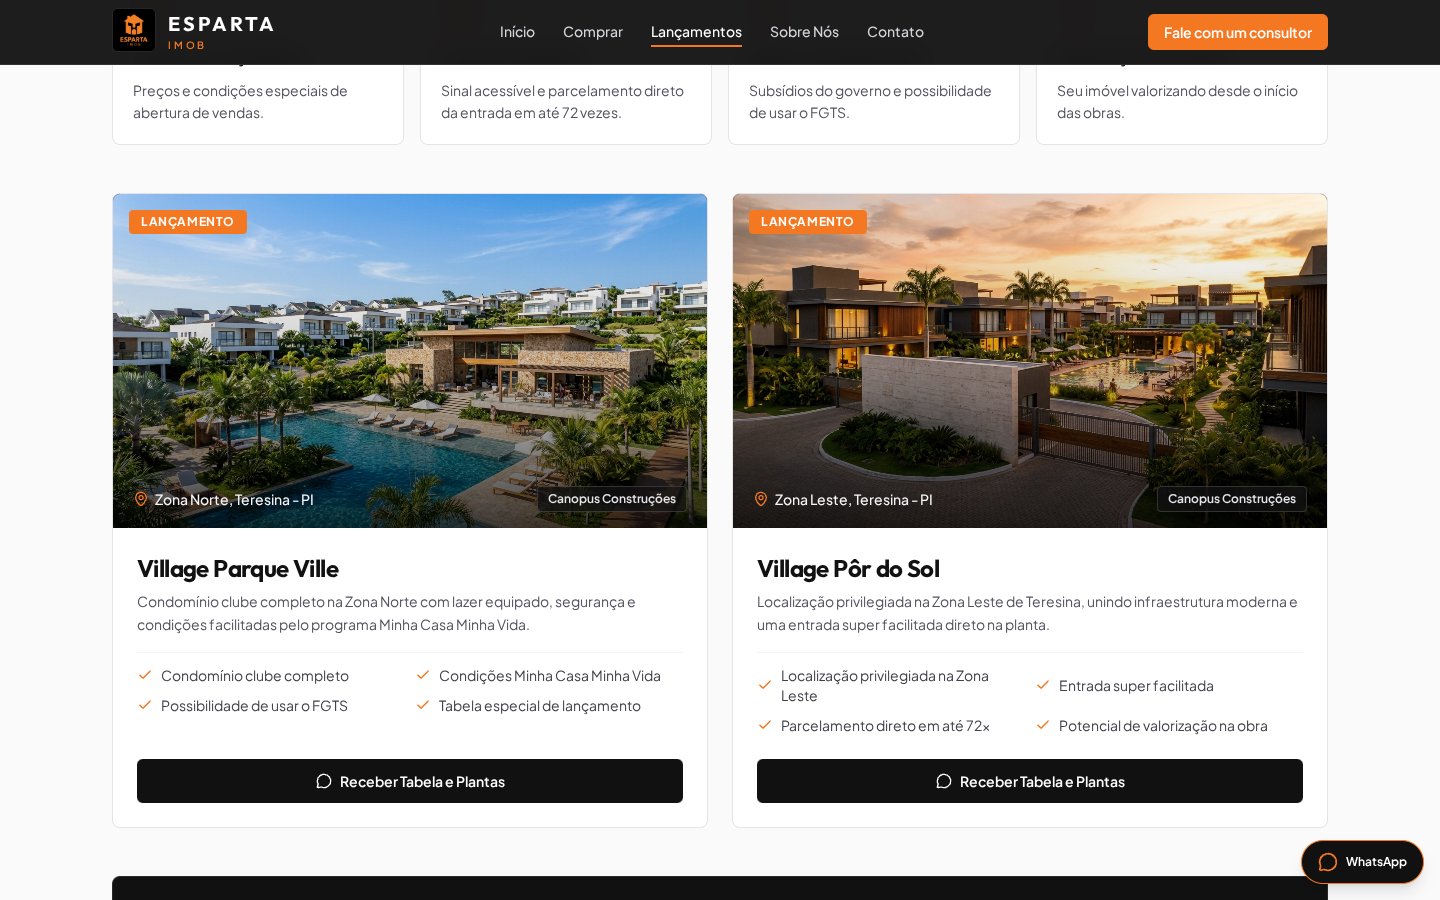 ESPARTA
IMOB
ESPARTA
IMOB
Início
Comprar
Lançamentos
Sobre Nós
Contato
Fale com um consultor
Preços e condições especiais de
abertura de vendas.
Sinal acessível e parcelamento direto
da entrada em até 72 vezes.
Subsídios do governo e possibilidade
de usar o FGTS.
Seu imóvel valorizando desde o início
das obras.
LANÇAMENTO
Zona Norte, Teresina - PI
Canopus Construções
Village Parque Ville
Condomínio clube completo na Zona Norte com lazer equipado, segurança e
condições facilitadas pelo programa Minha Casa Minha Vida.
Condomínio clube completo
Condições Minha Casa Minha Vida
Possibilidade de usar o FGTS
Tabela especial de lançamento
Receber Tabela e Plantas
LANÇAMENTO
Zona Leste, Teresina - PI
Canopus Construções
Village Pôr do Sol
Localização privilegiada na Zona Leste de Teresina, unindo infraestrutura moderna e
uma entrada super facilitada direto na planta.
Localização privilegiada na Zona
Leste
Entrada super facilitada
Parcelamento direto em até 72×
Potencial de valorização na obra
Receber Tabela e Plantas
WhatsApp